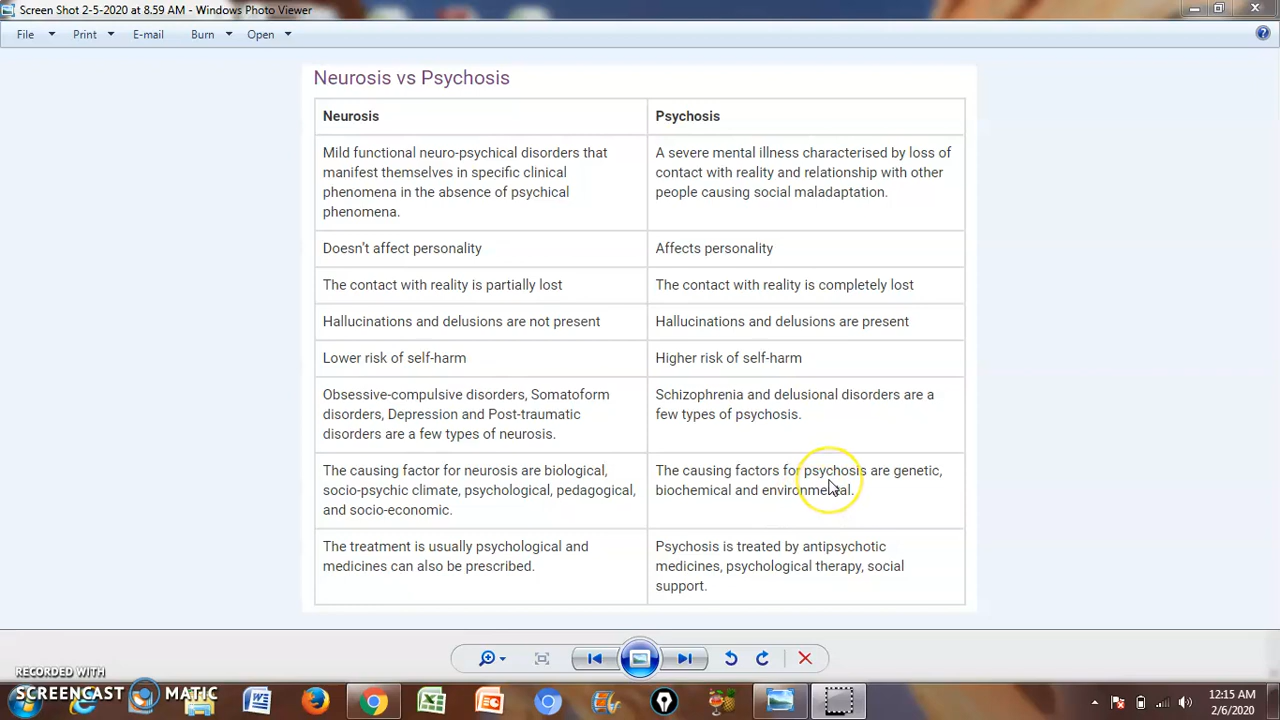 Screen Shot 2-5-2020 at 8.59 AM - Windows Photo Viewer
File Print E-mail Burn Open
Neurosis vs Psychosis
Neurosis
Psychosis
Mild functional neuro-psychical disorders that
manifest themselves in specific clinical
phenomena in the absence of psychical
phenomena.
A severe mental illness characterised by loss of
contact with reality and relationship with other
people causing social maladaptation.
Doesn't affect personality
Affects personality
The contact with reality is partially lost
The contact with reality is completely lost
Hallucinations and delusions are not present
Hallucinations and delusions are present
Lower risk of self-harm
Higher risk of self-harm
Obsessive-compulsive disorders, Somatoform
disorders, Depression and Post-traumatic
disorders are a few types of neurosis.
Schizophrenia and delusional disorders are a
few types of psychosis.
The causing factor for neurosis are biological,
socio-psychic climate, psychological, pedagogical,
and socio-economic.
The causing factors for psychosis are genetic,
biochemical and environmental.
The treatment is usually psychological and
medicines can also be prescribed.
Psychosis is treated by antipsychotic
medicines, psychological therapy, social
support.
RECORDED WITH
SCREENCAST MATIC
12:15 AM
2/6/2020